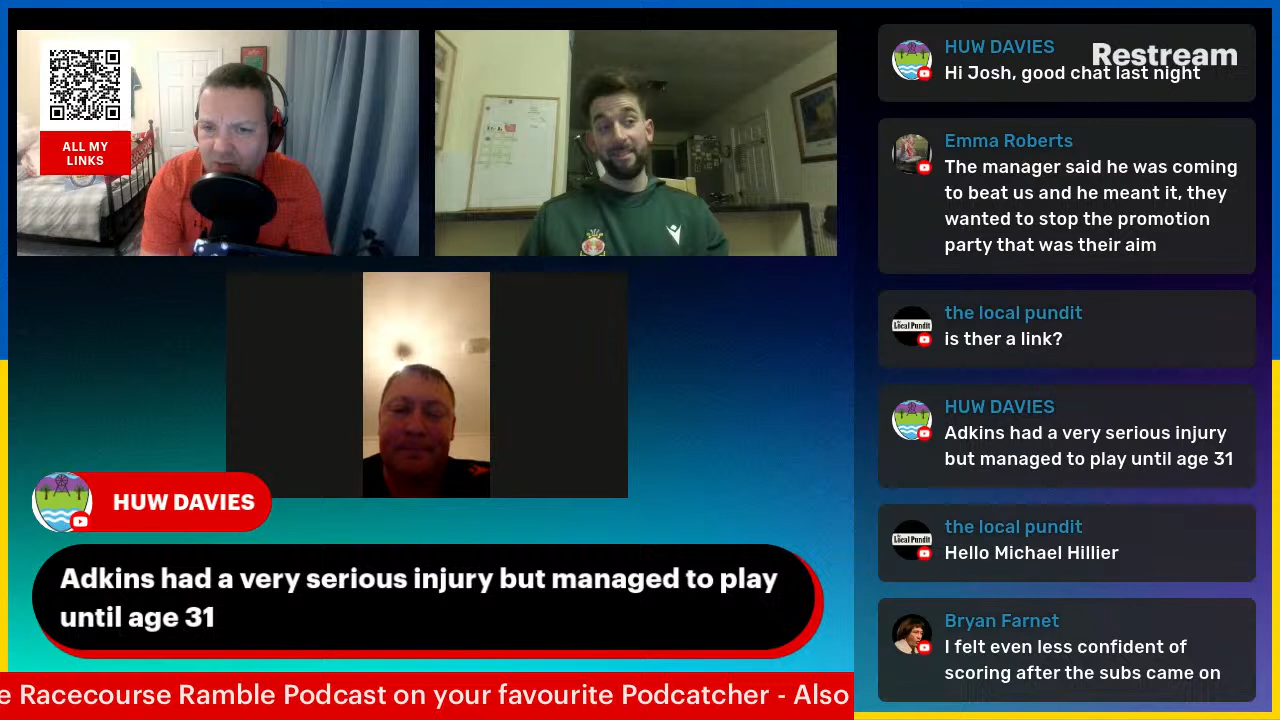 ALL MY
LINKS
HUW DAVIES
Adkins had a very serious injury but managed to play
until age 31
e Racecourse Ramble Podcast on your favourite Podcatcher - Also
Restream
HUW DAVIES
Hi Josh, good chat last night
Emma Roberts
The manager said he was coming
to beat us and he meant it, they
wanted to stop the promotion
party that was their aim
the local pundit
Local Pundit
is ther a link?
HUW DAVIES
Adkins had a very serious injury
but managed to play until age 31
the local pundit
Local Pundit
Hello Michael Hillier
Bryan Farnet
I felt even less confident of
scoring after the subs came on